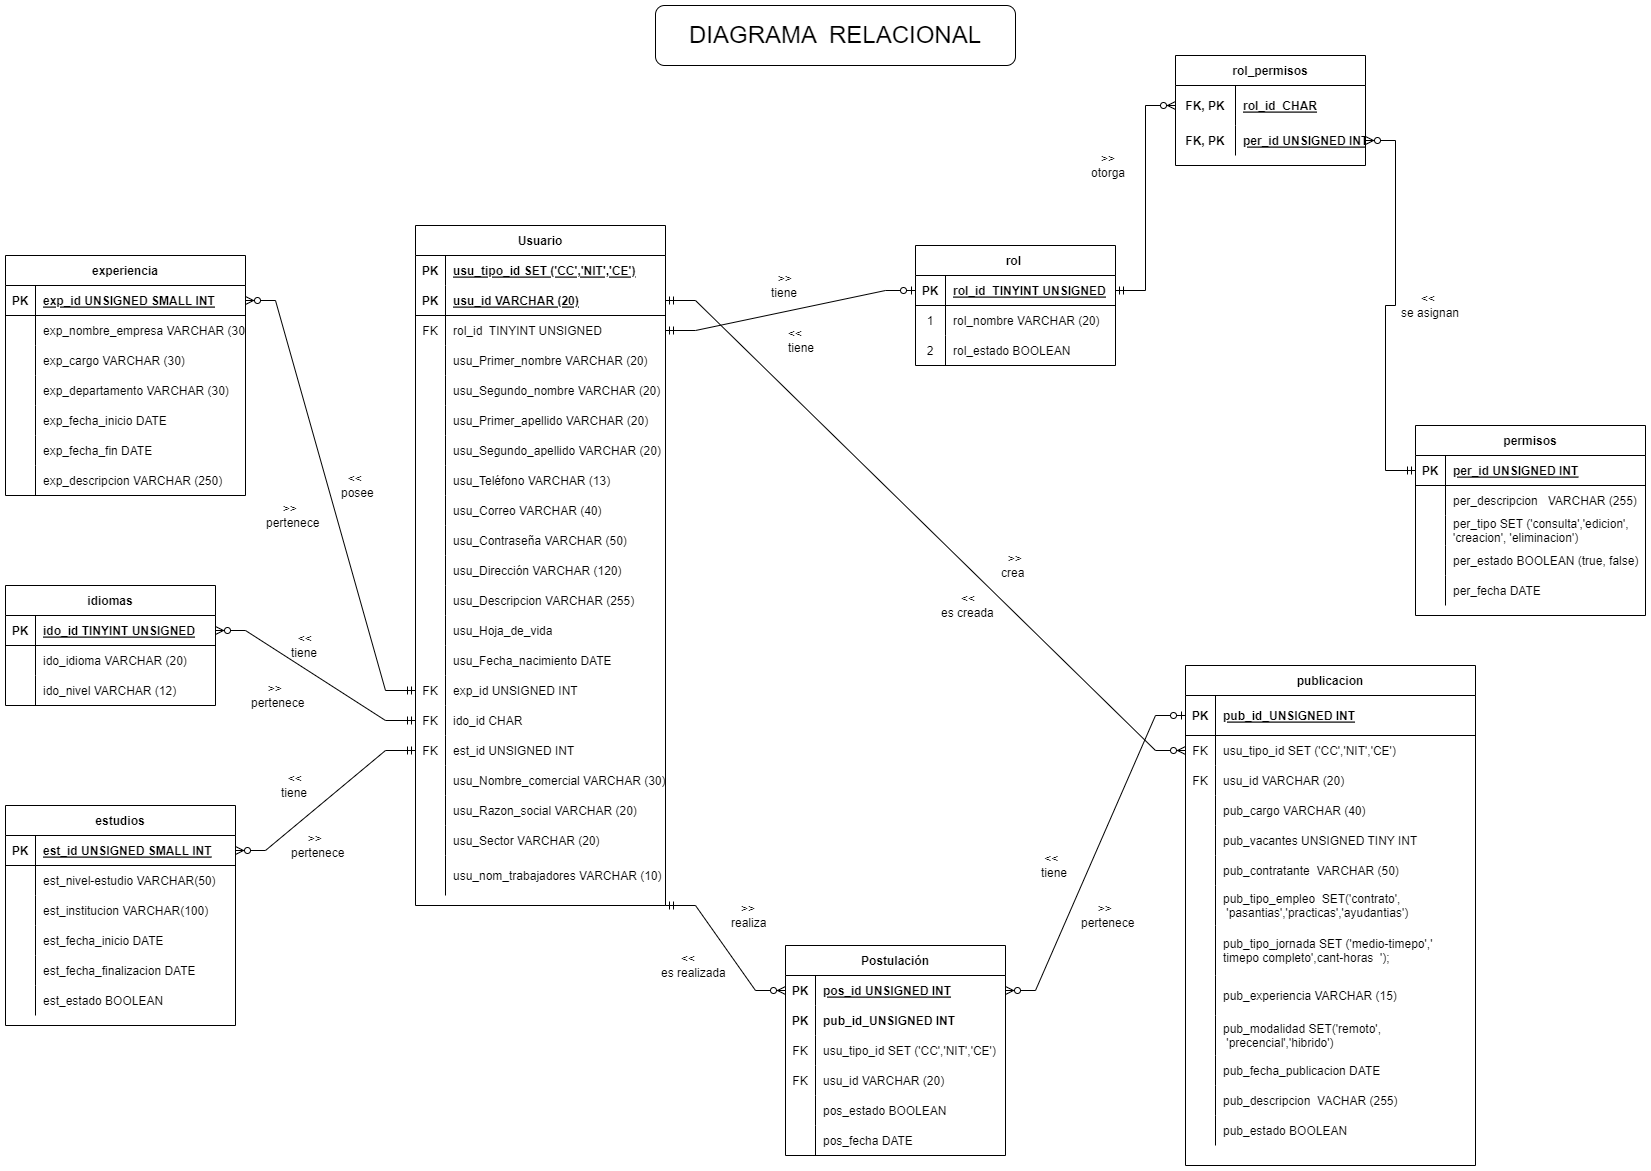 DIAGRAMA  RELACIONAL
rol_permisos
FK, PK rol_id  CHAR
FK, PK per_id UNSIGNED INT
>>
otorga
<<
se asignan
Usuario
PK usu_tipo_id SET ('CC','NIT','CE')
PK usu_id VARCHAR (20)
FK rol_id  TINYINT UNSIGNED
usu_Primer_nombre VARCHAR (20)
usu_Segundo_nombre VARCHAR (20)
usu_Primer_apellido VARCHAR (20)
usu_Segundo_apellido VARCHAR (20)
usu_Teléfono VARCHAR (13)
usu_Correo VARCHAR (40)
usu_Contraseña VARCHAR (50)
usu_Dirección VARCHAR (120)
usu_Descripcion VARCHAR (255)
usu_Hoja_de_vida
usu_Fecha_nacimiento DATE
FK exp_id UNSIGNED INT
FK ido_id CHAR
FK est_id UNSIGNED INT
usu_Nombre_comercial VARCHAR (30)
usu_Razon_social VARCHAR (20)
usu_Sector VARCHAR (20)
usu_nom_trabajadores VARCHAR (10)
>>
tiene
<<
tiene
rol
PK rol_id  TINYINT UNSIGNED
1 rol_nombre VARCHAR (20)
2 rol_estado BOOLEAN
experiencia
PK exp_id UNSIGNED SMALL INT
exp_nombre_empresa VARCHAR (30
exp_cargo VARCHAR (30)
exp_departamento VARCHAR (30)
exp_fecha_inicio DATE
exp_fecha_fin DATE
exp_descripcion VARCHAR (250)
<<
posee
>>
pertenece
permisos
PK per_id UNSIGNED INT
per_descripcion   VARCHAR (255)
per_tipo SET ('consulta','edicion',
'creacion', 'eliminacion')
per_estado BOOLEAN (true, false)
per_fecha DATE
>>
crea
<<
es creada
idiomas
PK ido_id TINYINT UNSIGNED
ido_idioma VARCHAR (20)
ido_nivel VARCHAR (12)
<<
tiene
>>
pertenece
publicacion
PK pub_id_UNSIGNED INT
FK usu_tipo_id SET ('CC','NIT','CE')
FK usu_id VARCHAR (20)
pub_cargo VARCHAR (40)
pub_vacantes UNSIGNED TINY INT
pub_contratante  VARCHAR (50)
pub_tipo_empleo  SET('contrato',
'pasantias','practicas','ayudantias')
pub_tipo_jornada SET ('medio-timepo','
timepo completo',cant-horas  ');
pub_experiencia VARCHAR (15)
pub_modalidad SET('remoto',
'precencial','hibrido')
pub_fecha_publicacion DATE
pub_descripcion  VACHAR (255)
pub_estado BOOLEAN
<<
tiene
>>
pertenece
estudios
PK est_id UNSIGNED SMALL INT
est_nivel-estudio VARCHAR(50)
est_institucion VARCHAR(100)
est_fecha_inicio DATE
est_fecha_finalizacion DATE
est_estado BOOLEAN
<<
tiene
>>
pertenece
>>
realiza
<<
es realizada
Postulación
PK pos_id UNSIGNED INT
PK pub_id_UNSIGNED INT
FK usu_tipo_id SET ('CC','NIT','CE')
FK usu_id VARCHAR (20)
pos_estado BOOLEAN
pos_fecha DATE